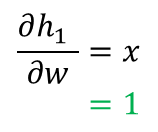 ∂h₁/∂w = x
= 1